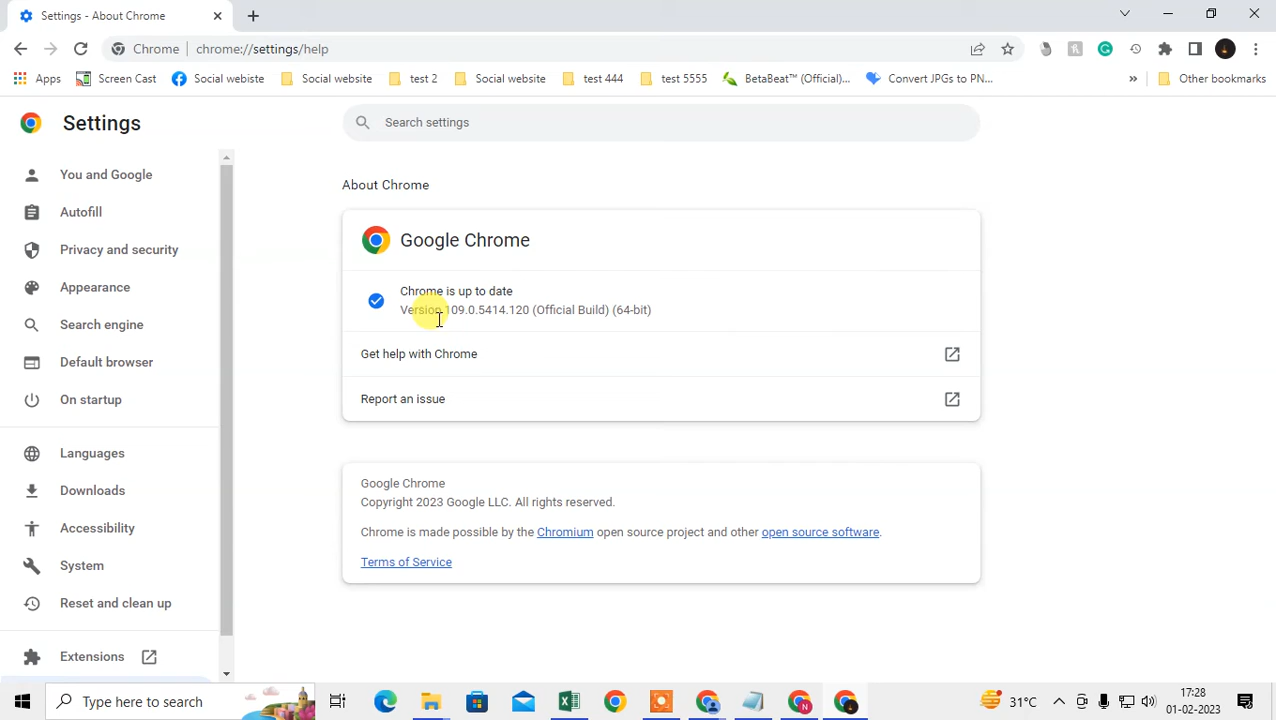 Settings - About Chrome
Chrome
chrome://settings/help
Apps
Screen Cast
Social webiste
Social website
test 2
Social website
test 444
test 5555
BetaBeat™ (Official)...
Convert JPGs to PN...
»
Other bookmarks
Settings
Search settings
You and Google
Autofill
Privacy and security
Appearance
Search engine
Default browser
On startup
Languages
Downloads
Accessibility
System
Reset and clean up
Extensions
About Chrome
Google Chrome
Chrome is up to date
Version 109.0.5414.120 (Official Build) (64-bit)
Get help with Chrome
Report an issue
Google Chrome
Copyright 2023 Google LLC. All rights reserved.
Chrome is made possible by the Chromium open source project and other open source software.
Terms of Service
Type here to search
N
31°C
17:28
01-02-2023